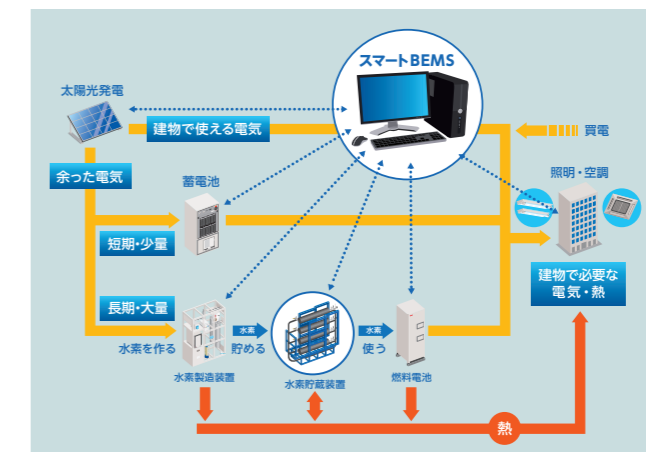 スマートBEMS
太陽光発電
建物で使える電気
買電
余った電気
蓄電池
照明・空調
短期・少量
長期・大量
建物で必要な
電気・熱
水素を作る
水素
貯める
水素
使う
水素製造装置
水素貯蔵装置
燃料電池
熱